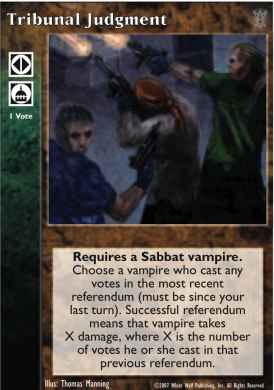 Tribunal Judgment
1 Vote
Requires a Sabbat vampire.
Choose a vampire who cast any
votes in the most recent
referendum (must be since your
last turn). Successful referendum
means that vampire takes
X damage, where X is the number
of votes he or she cast in that
previous referendum.
Illus: Thomas Manning
©2007 White Wolf Publishing, Inc. All Rights Reserved.